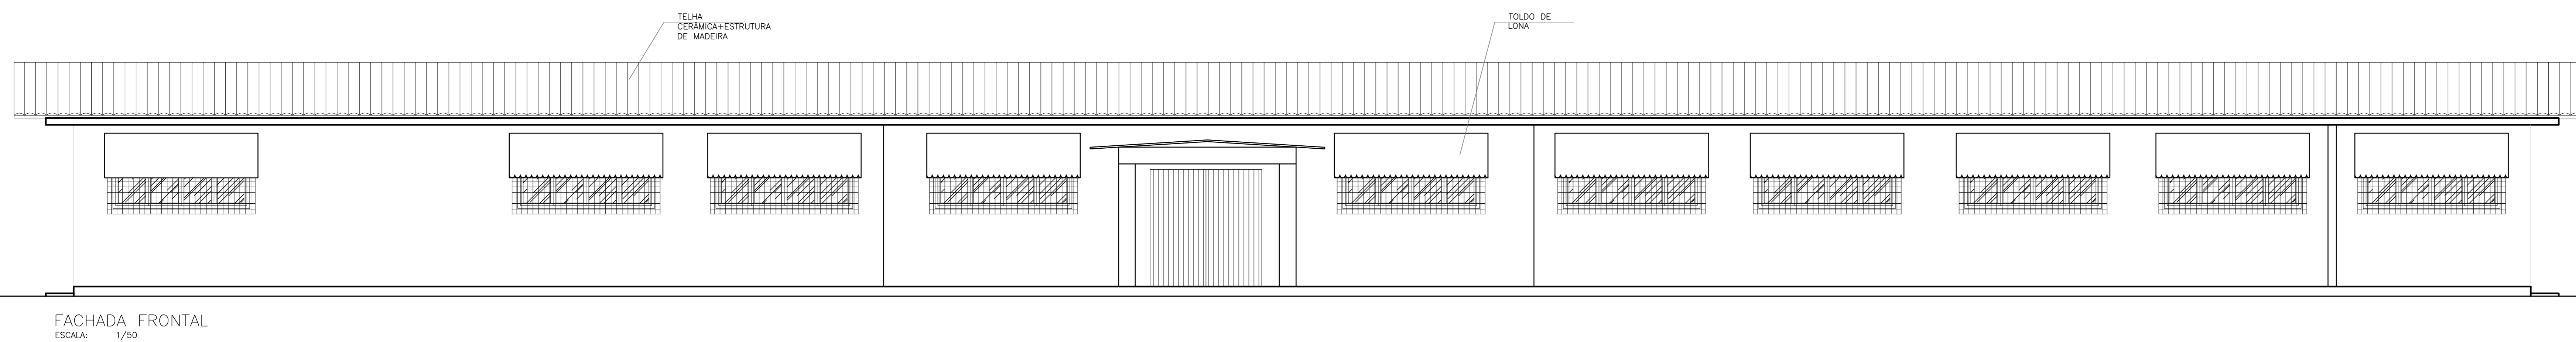 TELHA
CERÂMICA+ESTRUTURA
DE MADEIRA
TOLDO DE
LONA
FACHADA FRONTAL
ESCALA: 1/50